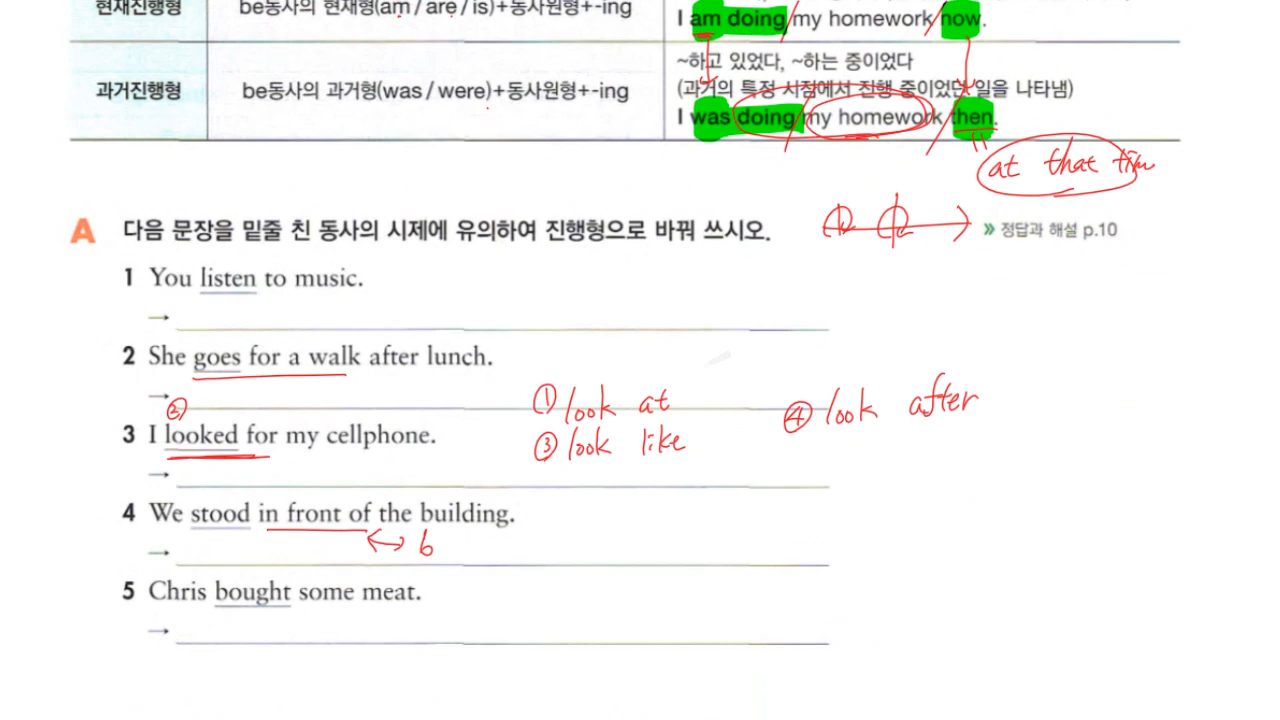 현재진행형 be동사의 현재형(am / are / is)+동사원형+-ing
I am doing my homework now.
~하고 있었다, ~하는 중이었다
과거진행형 be동사의 과거형(was / were)+동사원형+-ing (과거의 특정 시점에서 진행 중이었던 일을 나타냄)
I was doing my homework then.
at that time
A 다음 문장을 밑줄 친 동사의 시제에 유의하여 진행형으로 바꿔 쓰시오. » 정답과 해설 p.10
1 You listen to music.
→
2 She goes for a walk after lunch.
→
② ① look at ④ look after
3 I looked for my cellphone. ③ look like
→
4 We stood in front of the building.
→ ↔ b
5 Chris bought some meat.
→